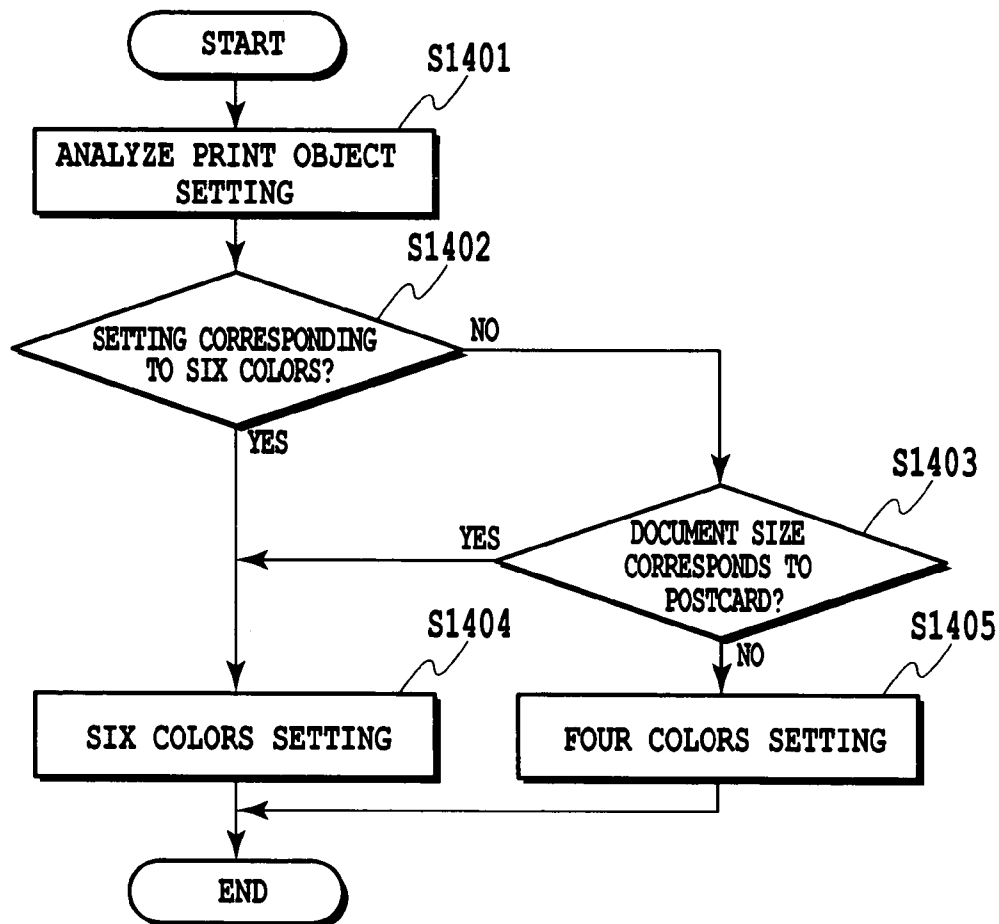 START
S1401
ANALYZE PRINT OBJECT
SETTING
S1402
SETTING CORRESPONDING
TO SIX COLORS?
NO
YES
S1403
DOCUMENT SIZE
CORRESPONDS TO
POSTCARD?
YES
NO
S1404
SIX COLORS SETTING
S1405
FOUR COLORS SETTING
END